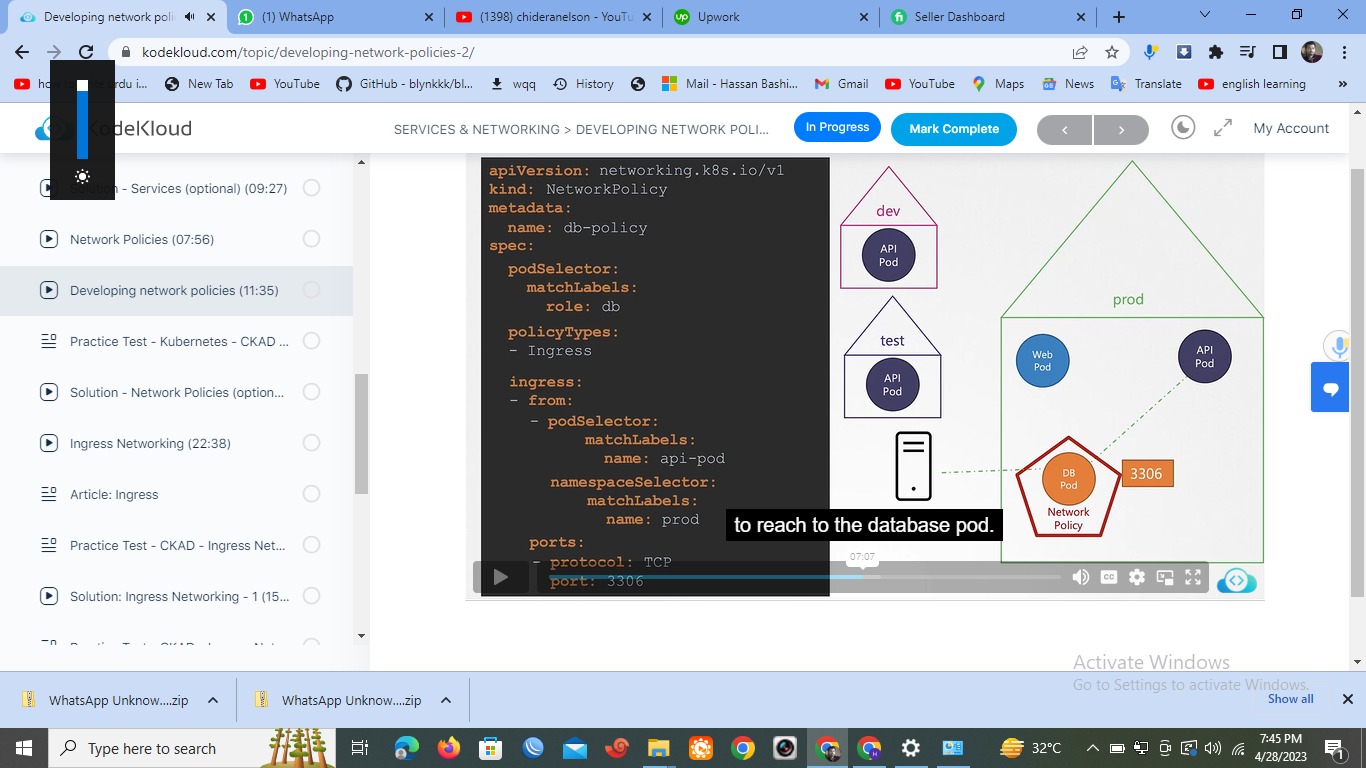 Developing network poli
(1) WhatsApp
(1398) chideranelson - YouTu
Upwork
Seller Dashboard
kodekloud.com/topic/developing-network-policies-2/
New Tab
YouTube
GitHub - blynkkk/bl...
wqq
History
Mail - Hassan Bashi...
Gmail
YouTube
Maps
News
Translate
english learning
KodeKloud
SERVICES & NETWORKING > DEVELOPING NETWORK POLI...
In Progress
Mark Complete
My Account
- Services (optional) (09:27)
Network Policies (07:56)
Developing network policies (11:35)
Practice Test - Kubernetes - CKAD ...
Solution - Network Policies (option...
Ingress Networking (22:38)
Article: Ingress
Practice Test - CKAD - Ingress Net...
Solution: Ingress Networking - 1 (15...
apiVersion: networking.k8s.io/v1
kind: NetworkPolicy
metadata:
name: db-policy
spec:
podSelector:
matchLabels:
role: db
policyTypes:
- Ingress
ingress:
- from:
- podSelector:
matchLabels:
name: api-pod
namespaceSelector:
matchLabels:
name: prod
ports:
- protocol: TCP
port: 3306
dev
API
Pod
test
API
Pod
prod
Web
Pod
API
Pod
DB
Pod
Network
Policy
3306
to reach to the database pod.
07:07
CC
Activate Windows
Go to Settings to activate Windows.
WhatsApp Unknow....zip
WhatsApp Unknow....zip
Show all
Type here to search
32°C
7:45 PM
4/28/2023
1